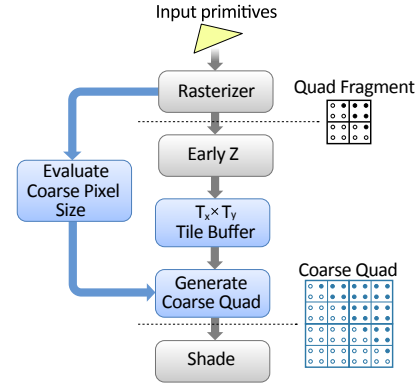 Input primitives
Rasterizer
Quad Fragment
Early Z
Evaluate
Coarse Pixel
Size
Tx×Ty
Tile Buffer
Generate
Coarse Quad
Coarse Quad
Shade